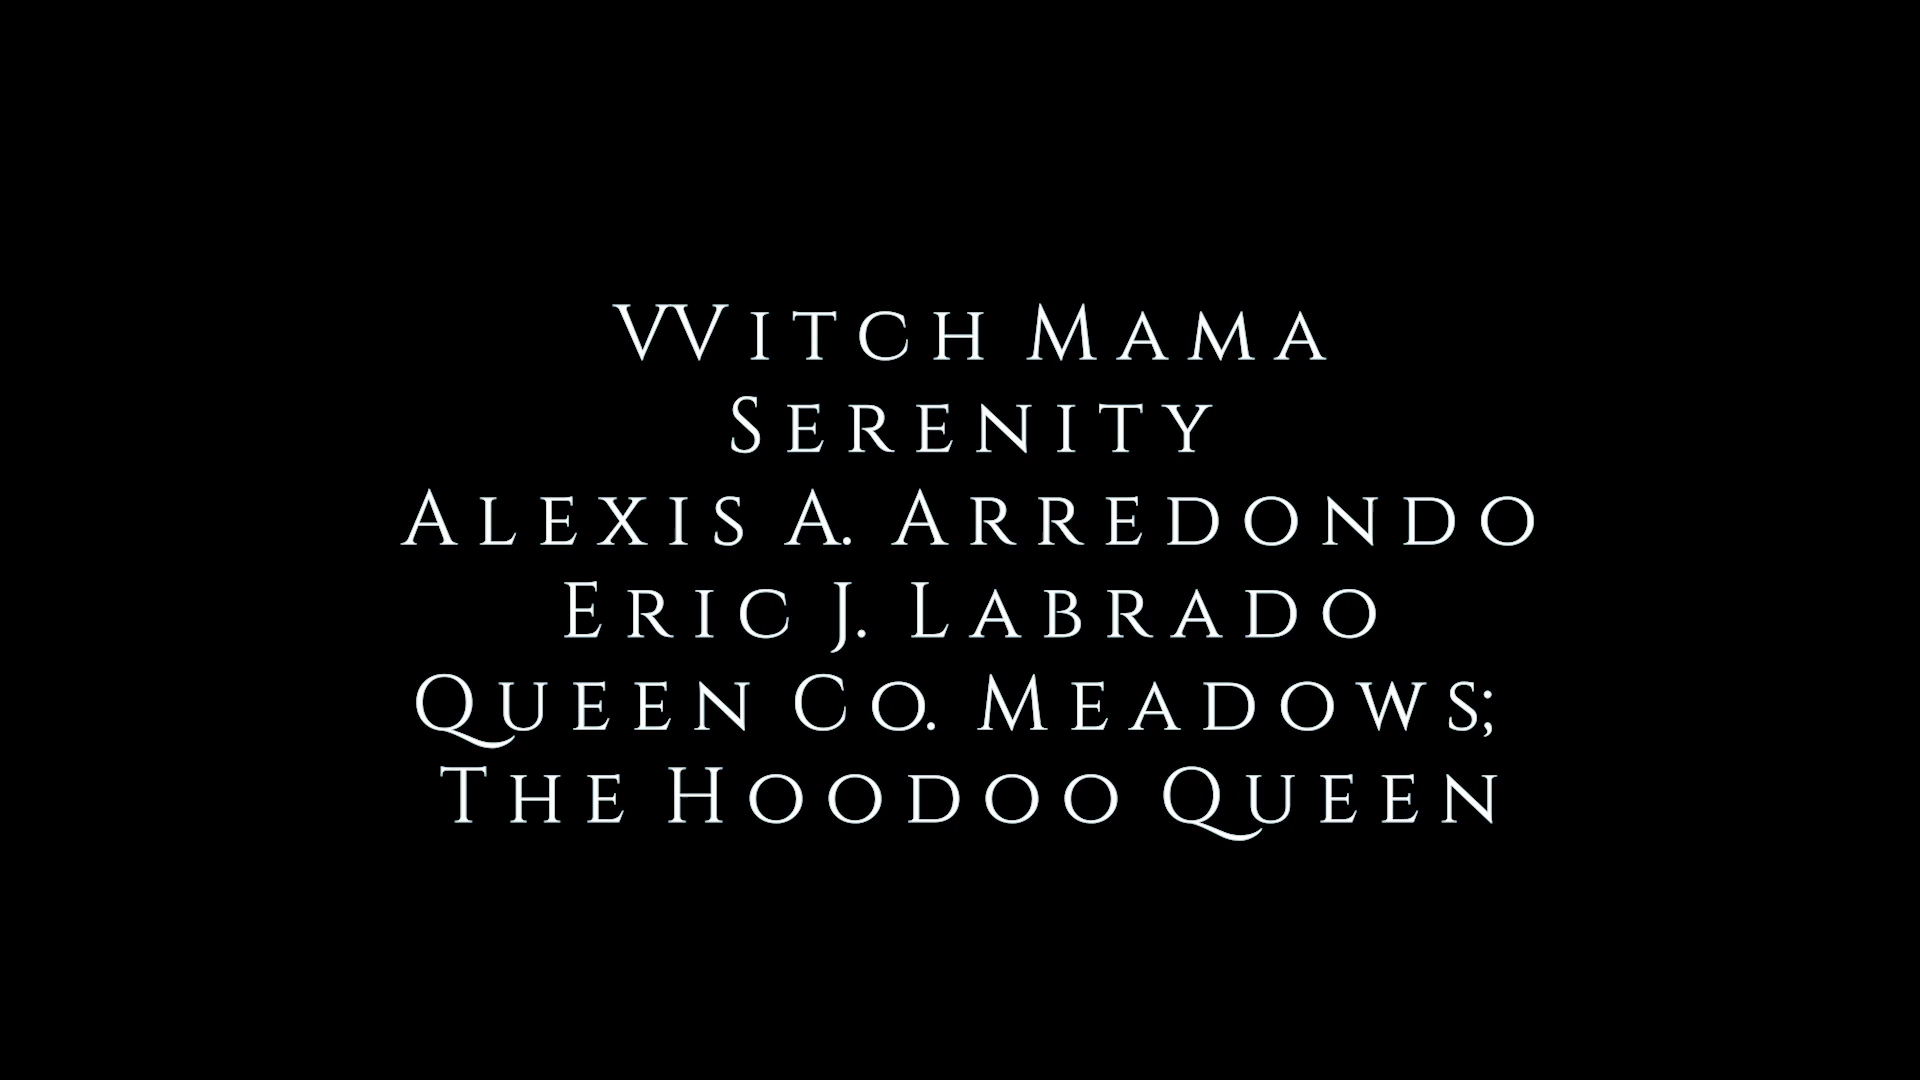 VVitch Mama
Serenity
Alexis A. Arredondo
Eric J. Labrado
Queen Co. Meadows;
The Hoodoo Queen